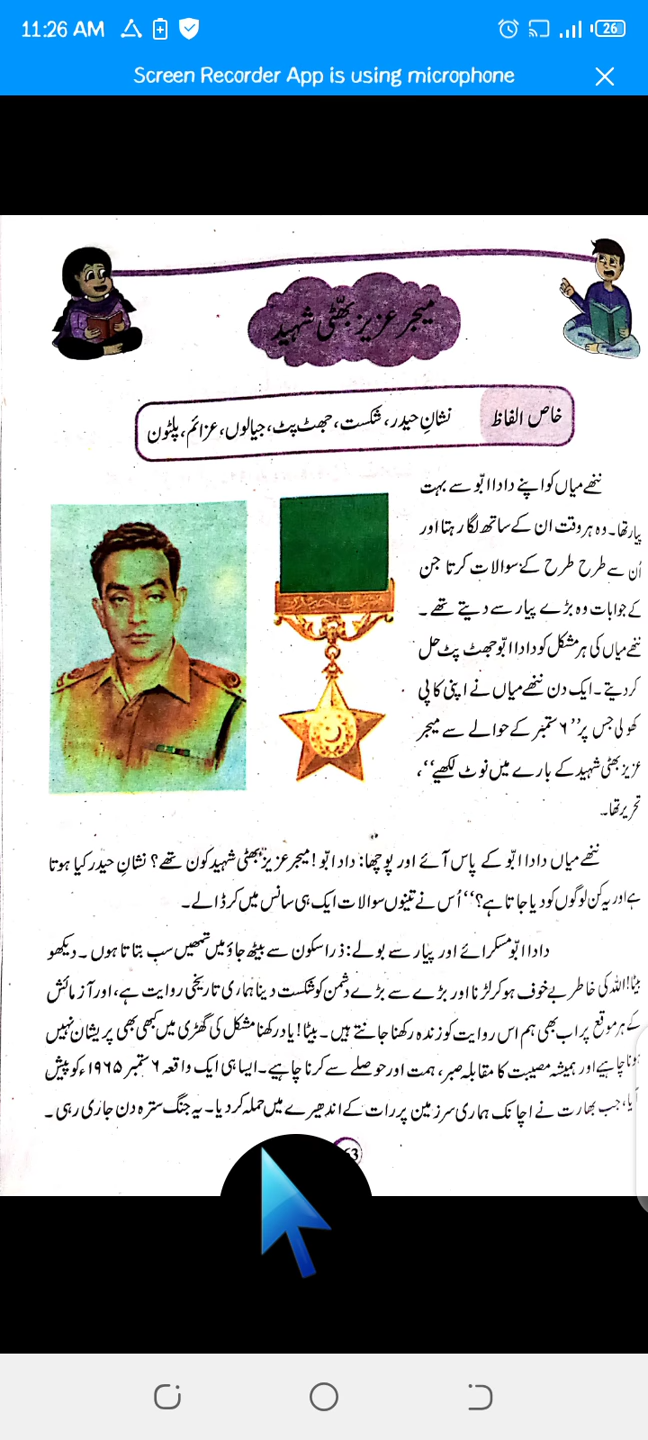 11:26 AM
26
Screen Recorder App is using microphone
میجر عزیز بھٹّی شہید
خاص الفاظ
نشانِ حیدر، شکست، جھٹ پٹ، جیالوں، عزائم، پلٹون
ننھے میاں کو اپنے دادا ابّو سے بہت
پیار تھا۔ وہ ہر وقت ان کے ساتھ لگا رہتا اور
اُن سے طرح طرح کے سوالات کرتا جن
کے جوابات وہ بڑے پیار سے دیتے تھے۔
ننھے میاں کی ہر مشکل کو دادا ابّو جھٹ پٹ حل
کر دیتے۔ ایک دن ننھے میاں نے اپنی کاپی
کھولی جس پر ’’۶ ستمبر کے حوالے سے میجر
عزیز بھٹی شہید کے بارے میں نوٹ لکھیے‘‘،
تحریر تھا۔
ننھے میاں دادا ابّو کے پاس آئے اور پوچھا: دادا بّو! میجر عزیز بھٹی شہید کون تھے؟ نشانِ حیدر کیا ہوتا
ہے اور یہ کن لوگوں کو دیا جاتا ہے؟‘‘ اُس نے تینوں سوالات ایک ہی سانس میں کر ڈالے۔
دادا ابّو مسکرائے اور پیار سے بولے: ذرا سکون سے بیٹھ جاؤ میں تمھیں سب بتاتا ہوں۔ دیکھو
بیٹا! اللہ کی خاطر بے خوف ہو کر لڑنا اور بڑے سے بڑے دشمن کو شکست دینا ہماری تاریخی روایت ہے، اور آزمائش
کے ہر موقع پر اب بھی ہم اس روایت کو زندہ رکھنا جانتے ہیں۔ بیٹا! یاد رکھنا مشکل کی گھڑی میں کبھی بھی پریشان نہیں
ہونا چاہیے اور ہمیشہ مصیبت کا مقابلہ صبر، ہمت اور حوصلے سے کرنا چاہیے۔ ایسا ہی ایک واقعہ ۶ ستمبر ۱۹۶۵ء کو پیش
آیا، جب بھارت نے اچانک ہماری سرزمین پر رات کے اندھیرے میں حملہ کر دیا۔ یہ جنگ سترہ دن جاری رہی۔